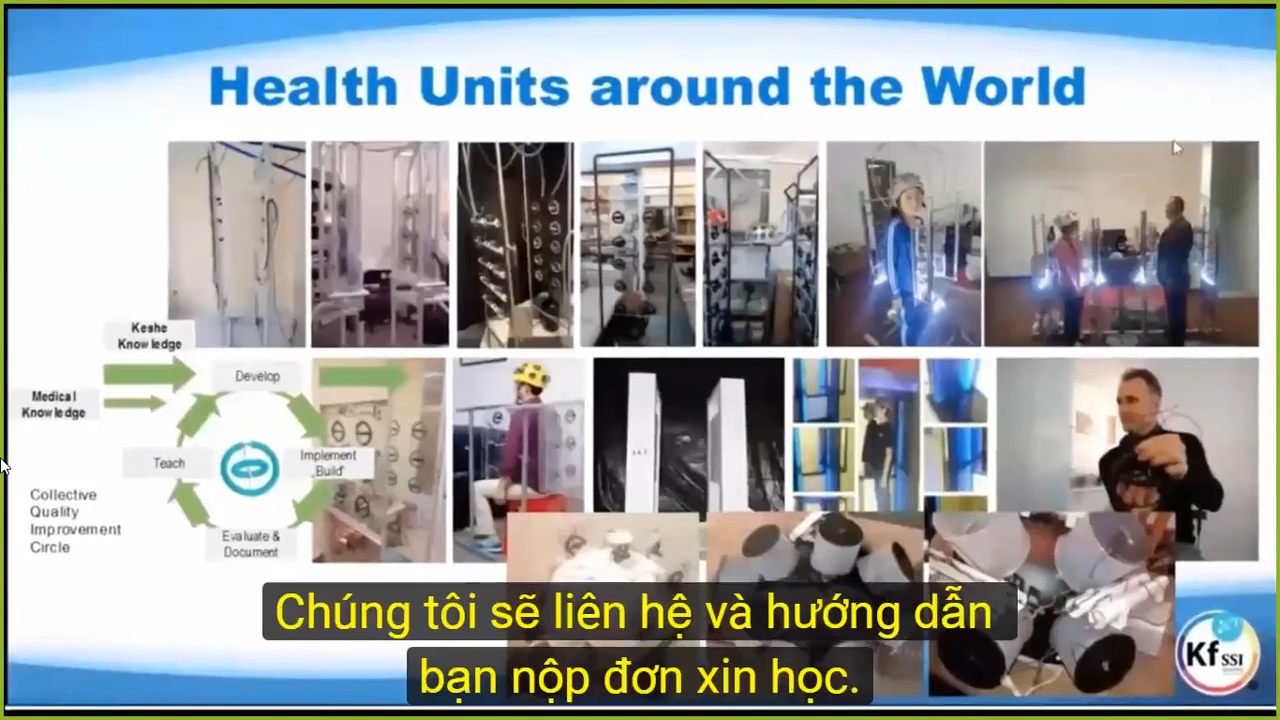 Health Units around the World
Keshe
Knowledge
Medical
Knowledge
Develop
Teach
Implement
„Build‟
Evaluate &
Document
Collective
Quality
Improvement
Circle
Chúng tôi sẽ liên hệ và hướng dẫn
bạn nộp đơn xin học.
Kf SSI